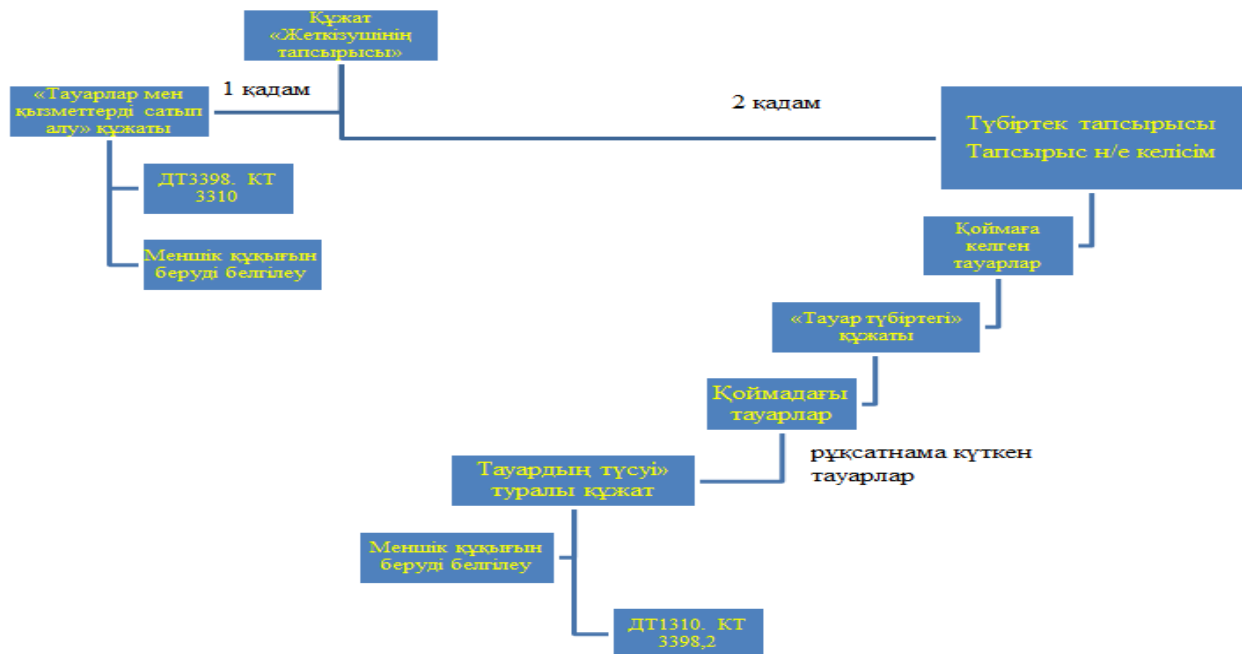 Құжат
«Жеткізушінің
тапсырысы»
«Тауарлар мен
қызметтерді сатып
алу» құжаты
1 қадам
2 қадам
Түбіртек тапсырысы
Тапсырыс н/е келісім
ДТ3398. КТ
3310
Меншік құқығын
беруді белгілеу
Қоймаға
келген
тауарлар
«Тауар түбіртегі»
құжаты
Қоймадағы
тауарлар
рұқсатнама күткен
тауарлар
Тауардың түсуі»
туралы құжат
Меншік құқығын
беруді белгілеу
ДТ1310. КТ
3398,2